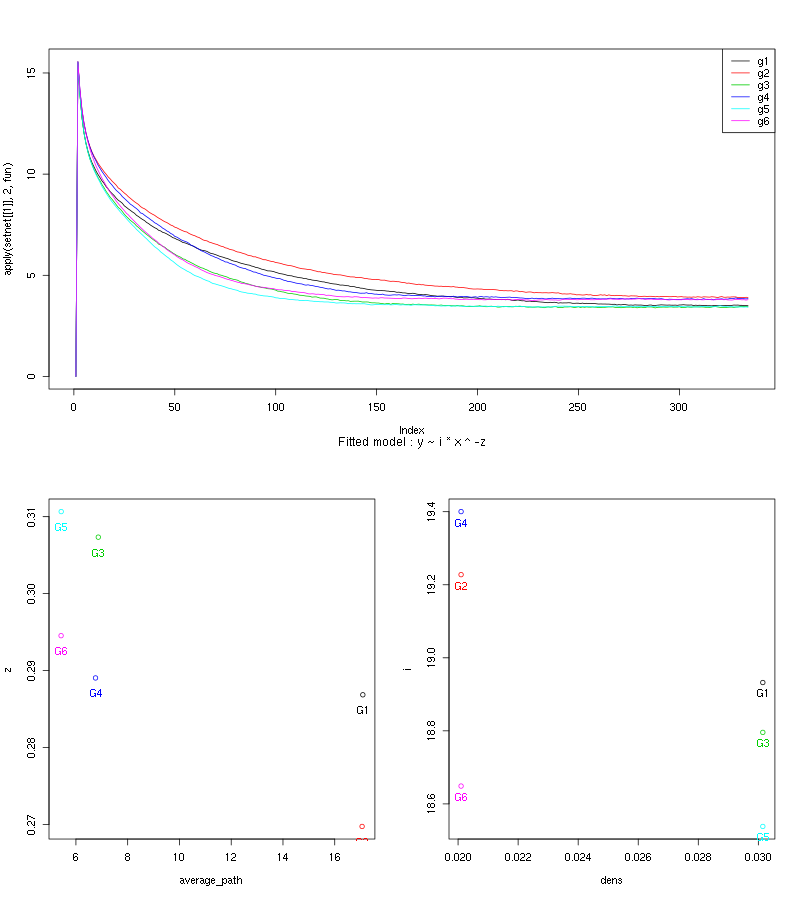 apply(setnet[[1]], 2, fun)
15
10
5
0
g1
g2
g3
g4
g5
g6
0 50 100 150 200 250 300
Index
Fitted model : y ~ i * x ^ -z
z
0.31
0.30
0.29
0.28
0.27
G5
G3
G6
G4
G1
6 8 10 12 14 16
average_path
i
19.4
19.2
19.0
18.8
18.6
G4
G2
G1
G3
G6
G5
0.020 0.022 0.024 0.026 0.028 0.030
dens